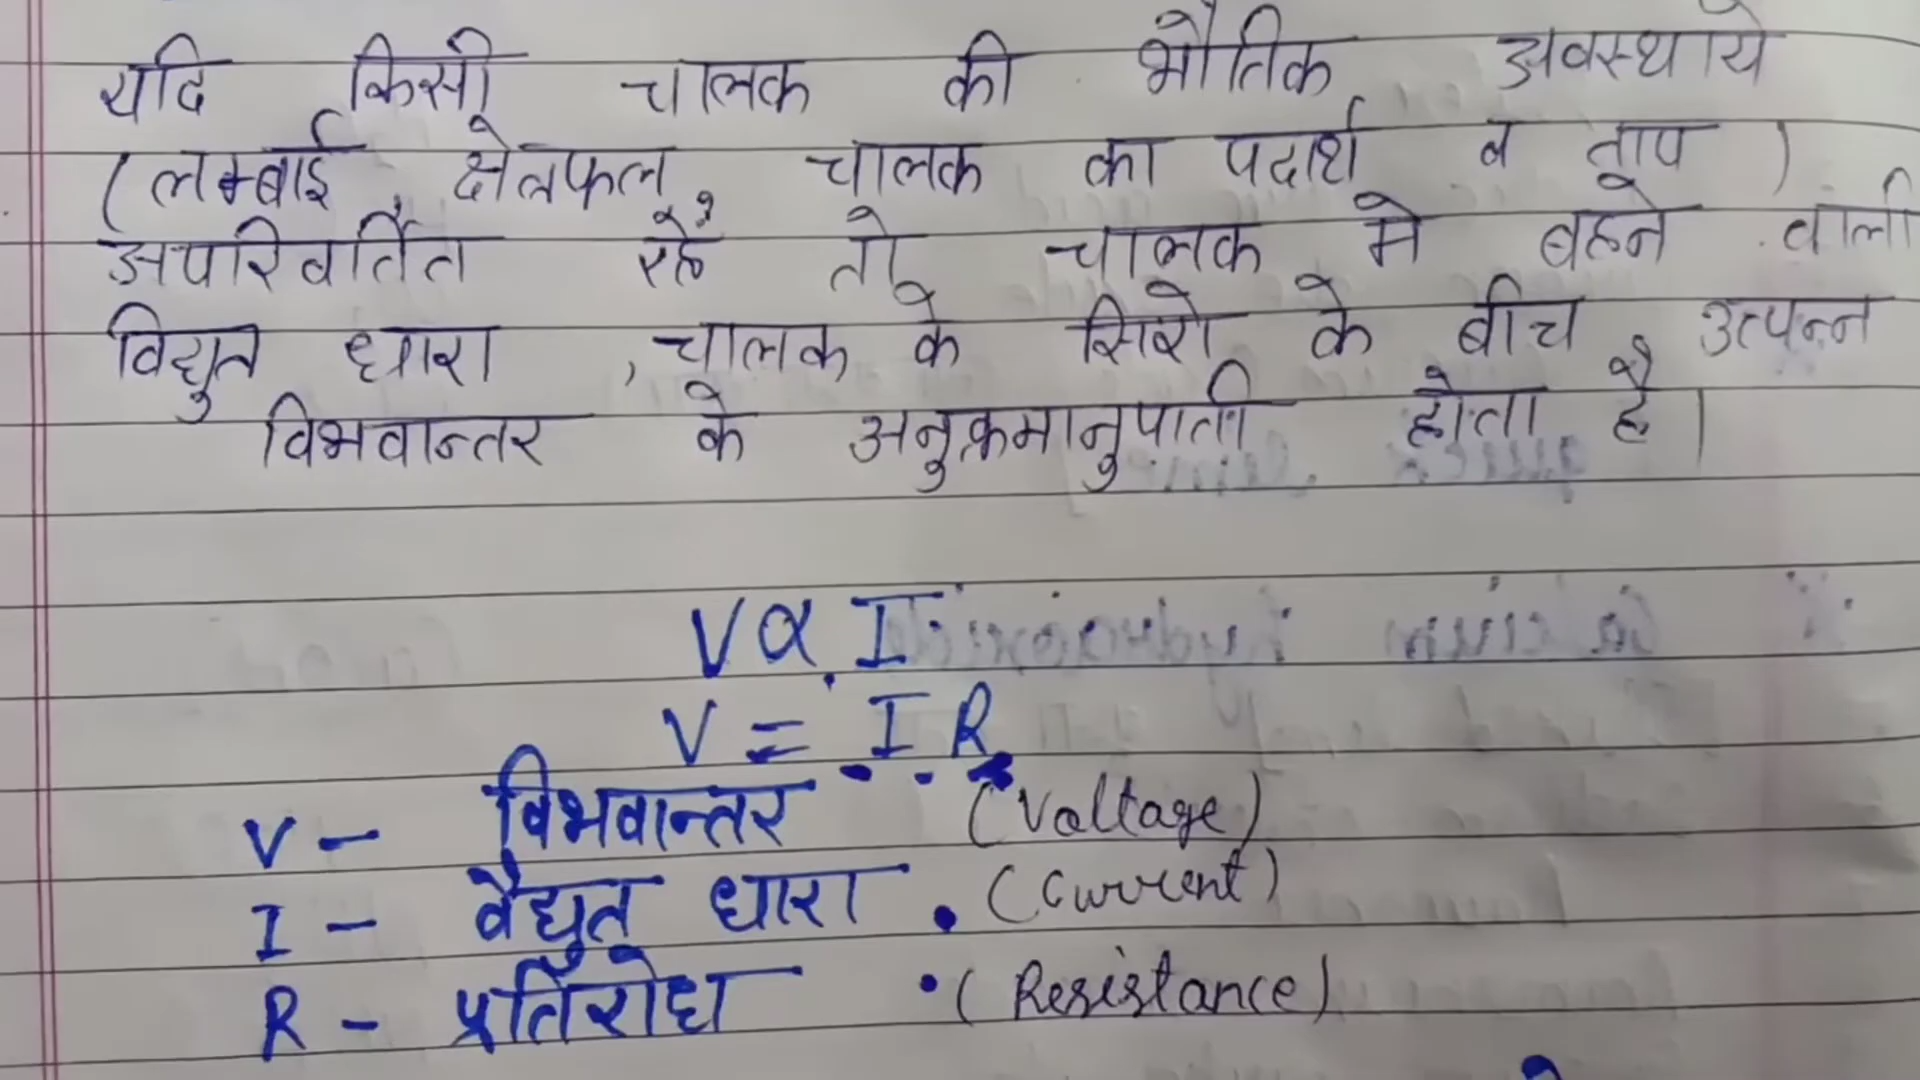 यदि किसी चालक की भौतिक अवस्थाये
(लम्बाई, क्षेत्रफल, चालक का पदार्थ व ताप)
अपरिवर्तित रहे तो चालक मे बहने वाली
विद्युत धारा, चालक के सिरो के बीच उत्पन्न
विभवान्तर के अनुक्रमानुपाती होता है।
V ∝ I
V = I R
V - विभवान्तर (Voltage)
I - वैद्युत धारा (Current)
R - प्रतिरोध (Resistance)